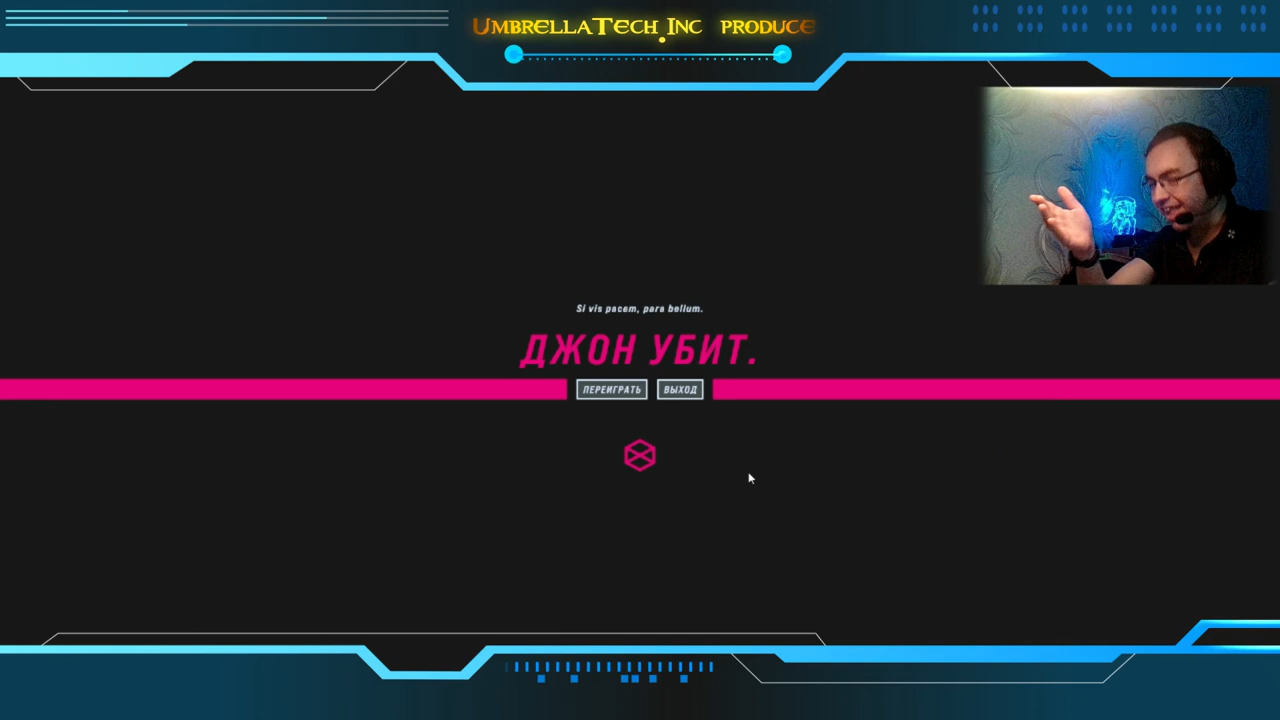 UmbrellaTech.Inc produce
Si vis pacem, para bellum.
ДЖОН УБИТ.
ПЕРЕИГРАТЬ ВЫХОД